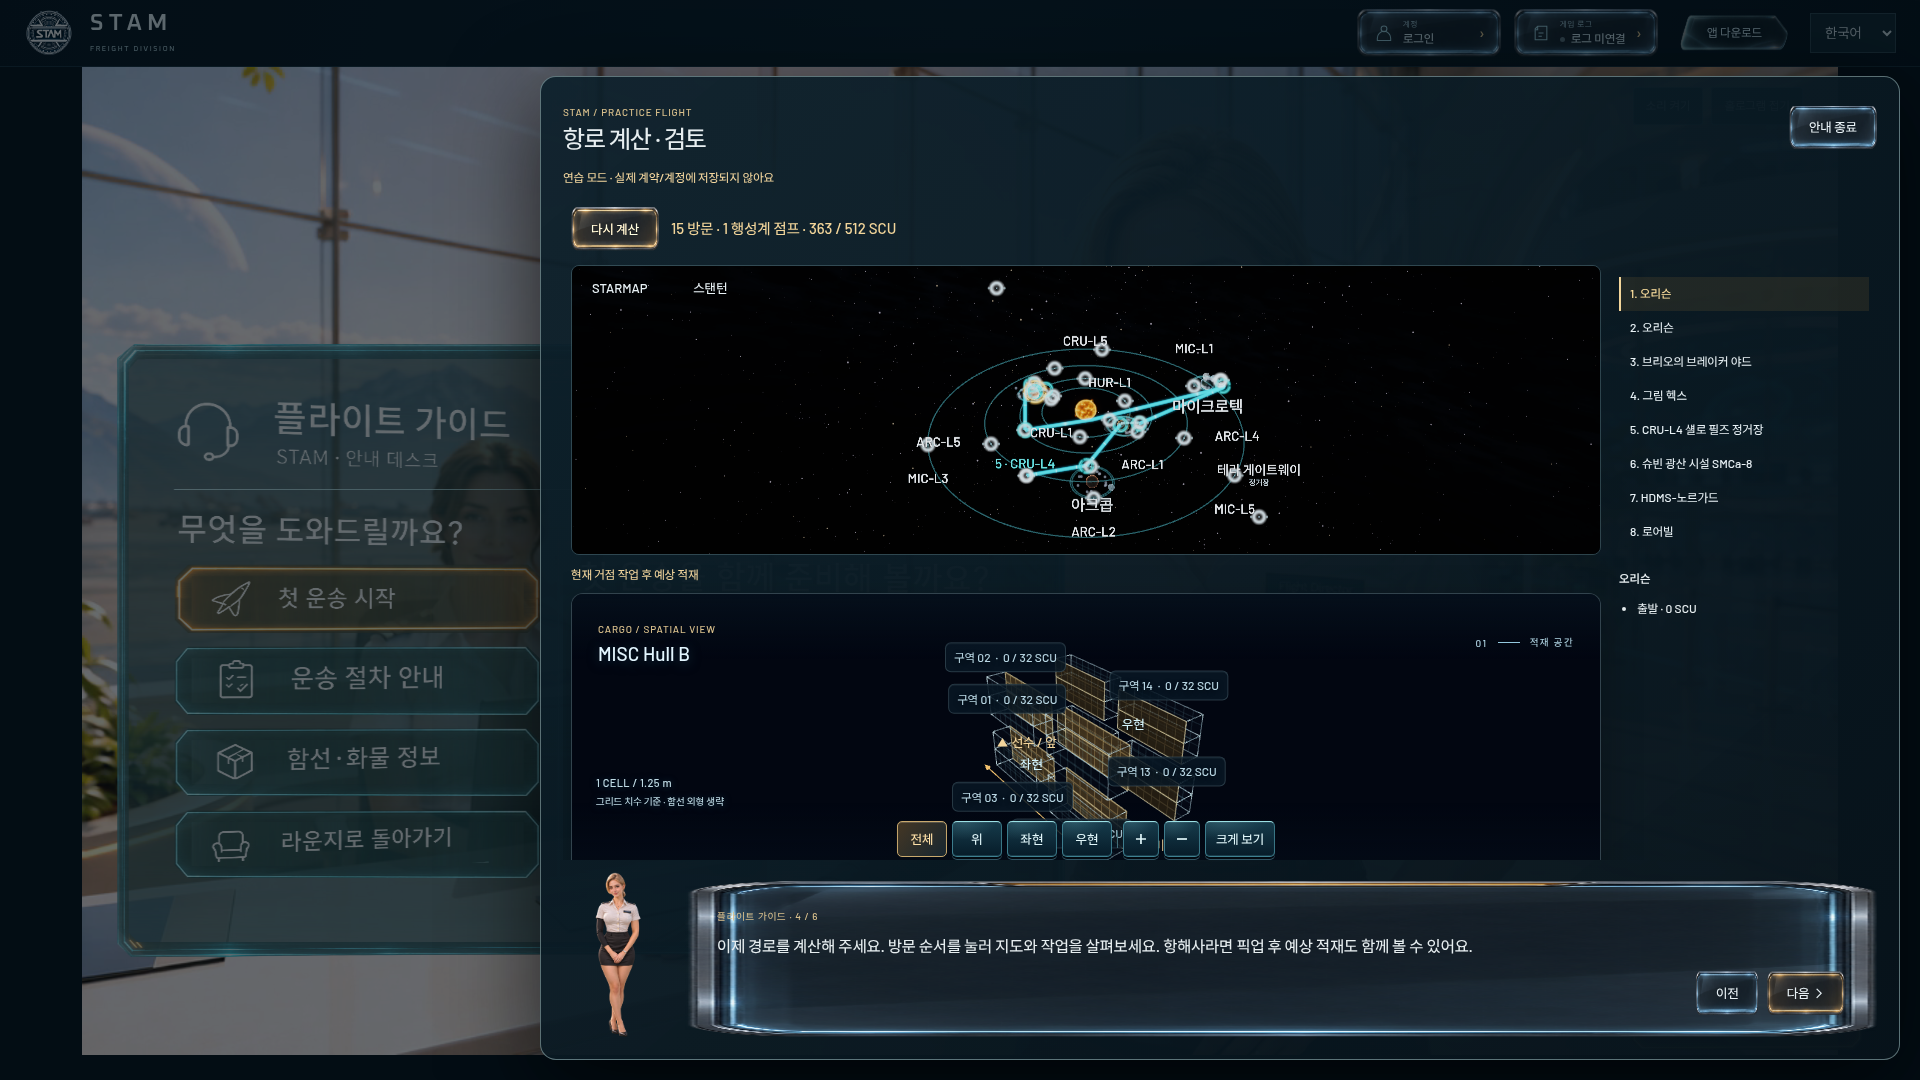 STAM
FREIGHT DIVISION
계정
로그인
게임 로그
로그 미연결
앱 다운로드
한국어
플라이트 가이드
STAM · 안내 데스크
무엇을 도와드릴까요?
첫 운송 시작
운송 절차 안내
함선·화물 정보
라운지로 돌아가기
STAM / PRACTICE FLIGHT
항로 계산 · 검토
안내 종료
연습 모드 · 실제 계약/계정에 저장되지 않아요
다시 계산
15 방문 · 1 행성계 점프 · 363 / 512 SCU
STARMAP
스탠턴
CRU-L5
MIC-L1
HUR-L1
마이크로텍
CRU-L1
ARC-L5
ARC-L4
5 · CRU-L4
ARC-L1
테라 게이트웨이
정거장
MIC-L3
아크콥
MIC-L5
ARC-L2
1. 오리슨
2. 오리슨
3. 브리오의 브레이커 야드
4. 그림 헥스
5. CRU-L4 섈로 필즈 정거장
6. 슈빈 광산 시설 SMCa-8
7. HDMS-노르가드
8. 로어빌
오리슨
• 출발 · 0 SCU
현재 거점 작업 후 예상 적재
CARGO / SPATIAL VIEW
MISC Hull B
01
적재 공간
구역 02 · 0 / 32 SCU
구역 14 · 0 / 32 SCU
구역 01 · 0 / 32 SCU
우현
▲ 선수 / 앞
좌현
구역 13 · 0 / 32 SCU
구역 03 · 0 / 32 SCU
1 CELL / 1.25 m
그리드 치수 기준 · 함선 외형 생략
전체
위
좌현
우현
+
−
크게 보기
플라이트 가이드 · 4 / 6
이제 경로를 계산해 주세요. 방문 순서를 눌러 지도와 작업을 살펴보세요. 항해사라면 픽업 후 예상 적재도 함께 볼 수 있어요.
이전
다음 >